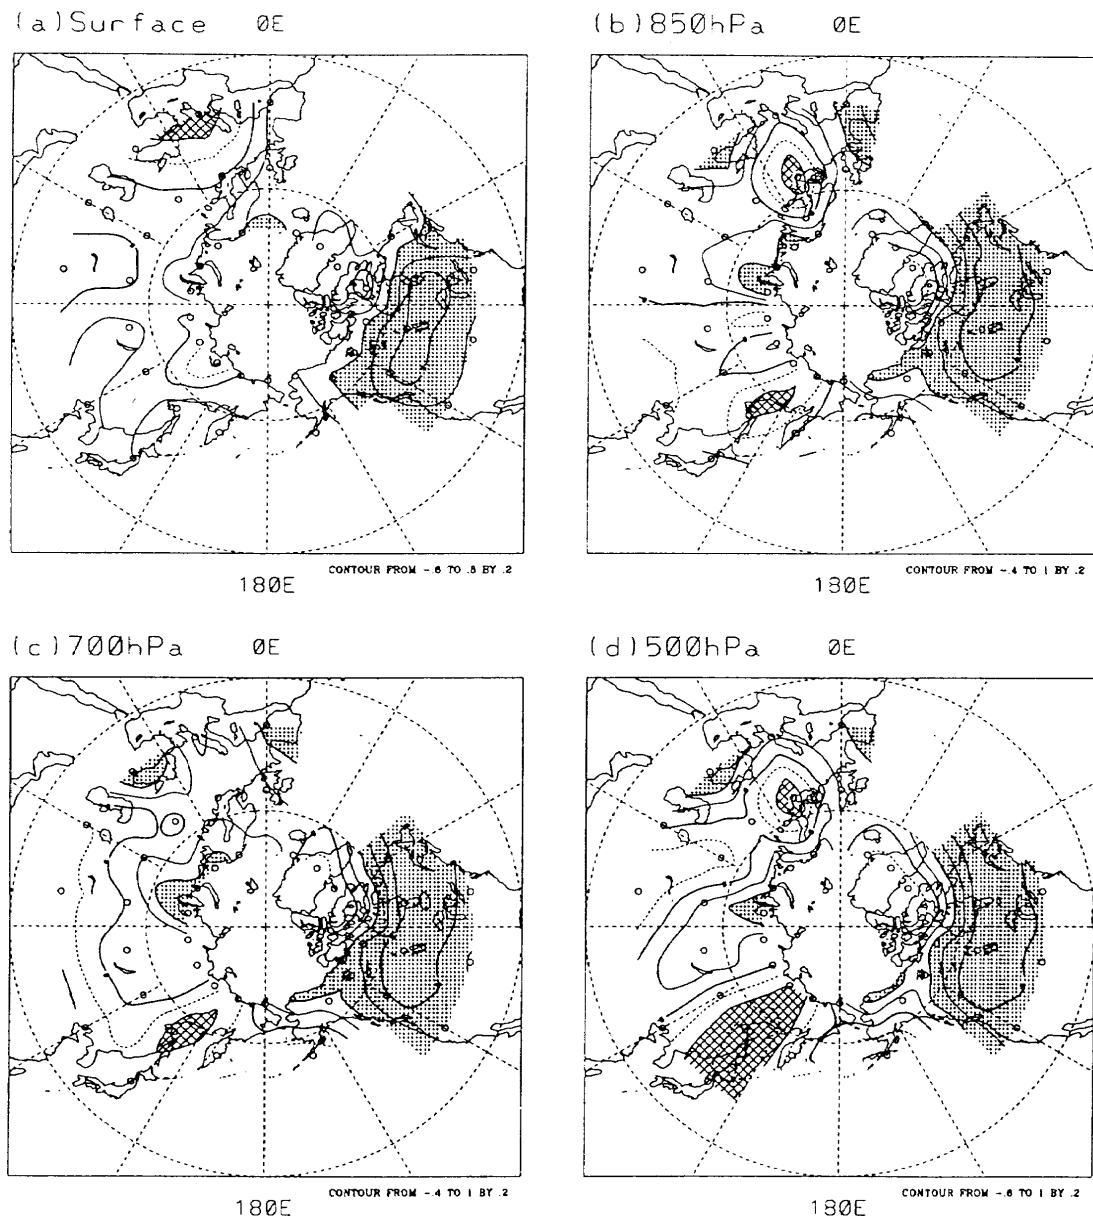 (a)Surface 0E
(b)850hPa 0E
CONTOUR FROM -.6 TO .8 BY .2
180E
CONTOUR FROM -.4 TO 1 BY .2
180E
(c)700hPa 0E
(d)500hPa 0E
CONTOUR FROM -.4 TO 1 BY .2
180E
CONTOUR FROM -.6 TO 1 BY .2
180E